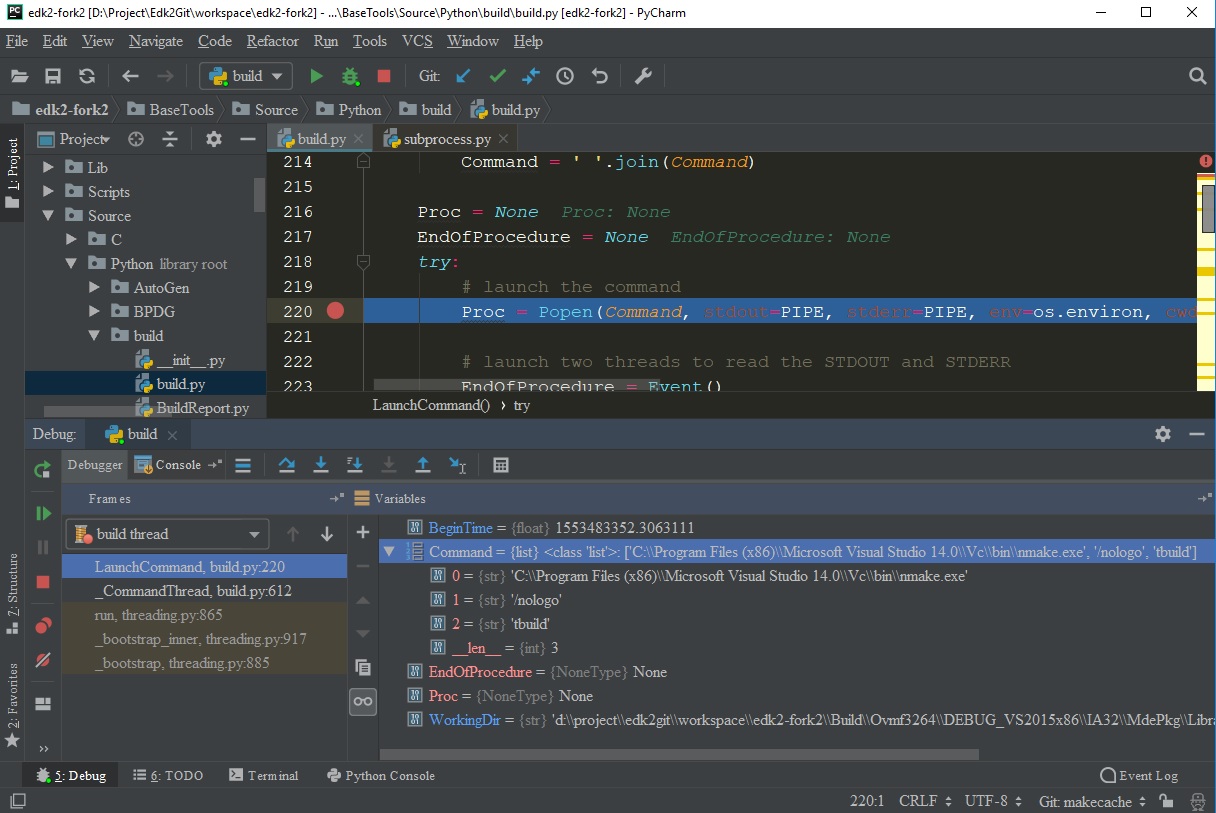 edk2-fork2 [D:\Project\Edk2Git\workspace\edk2-fork2] - ...\BaseTools\Source\Python\build\build.py [edk2-fork2] - PyCharm
File Edit View Navigate Code Refactor Run Tools VCS Window Help
build Git:
edk2-fork2 BaseTools Source Python build build.py
Project build.py subprocess.py
1: Project
Lib
Scripts
Source
C
Python library root
AutoGen
BPDG
build
__init__.py
build.py
BuildReport.py
214 Command = ' '.join(Command)
215
216 Proc = None Proc: None
217 EndOfProcedure = None EndOfProcedure: None
218 try:
219 # launch the command
220 Proc = Popen(Command, stdout=PIPE, stderr=PIPE, env=os.environ, cwd
221
222 # launch two threads to read the STDOUT and STDERR
223 EndOfProcedure = Event()
LaunchCommand() › try
Debug: build
Debugger Console
Frames
Variables
build thread
LaunchCommand, build.py:220
_CommandThread, build.py:612
run, threading.py:865
_bootstrap_inner, threading.py:917
_bootstrap, threading.py:885
BeginTime = {float} 1553483352.3063111
Command = {list} <class 'list'>: ['C:\\Program Files (x86)\\Microsoft Visual Studio 14.0\\Vc\\bin\\nmake.exe', '/nologo', 'tbuild']
0 = {str} 'C:\\Program Files (x86)\\Microsoft Visual Studio 14.0\\Vc\\bin\\nmake.exe'
1 = {str} '/nologo'
2 = {str} 'tbuild'
__len__ = {int} 3
EndOfProcedure = {NoneType} None
Proc = {NoneType} None
WorkingDir = {str} 'd:\\project\\edk2git\\workspace\\edk2-fork2\\Build\\Ovmf3264\\DEBUG_VS2015x86\\IA32\\MdePkg\\Libra
7: Structure
2: Favorites
5: Debug 6: TODO Terminal Python Console Event Log
220:1 CRLF UTF-8 Git: makecache